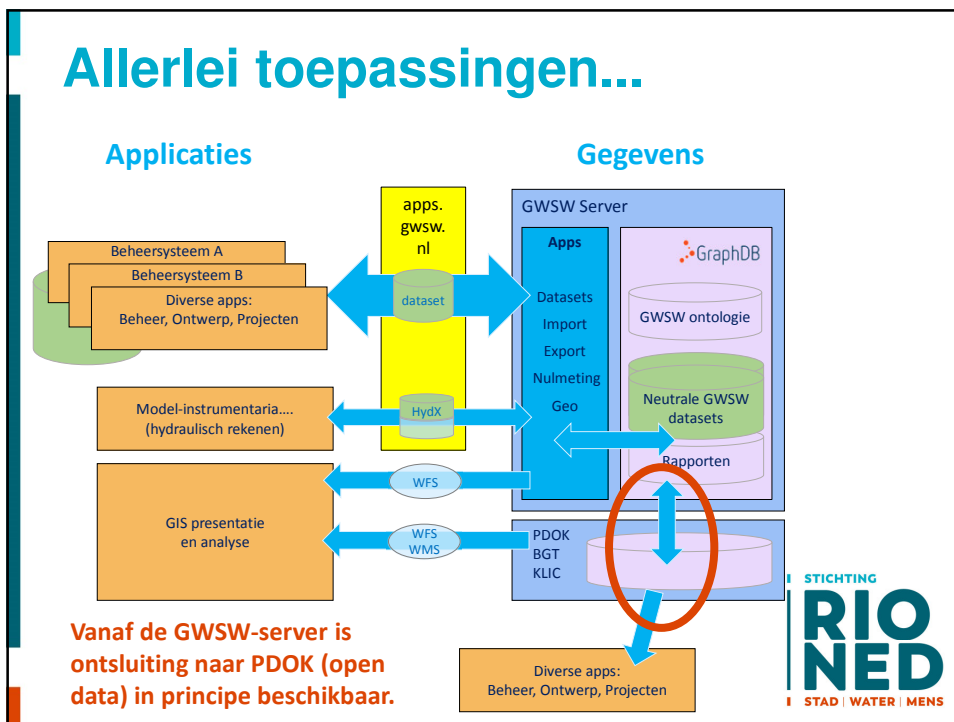 Allerlei toepassingen...
Applicaties
Gegevens
apps.
gwsw.
nl
dataset
HydX
GWSW Server
Apps
Datasets
Import
Export
Nulmeting
Geo
GraphDB
GWSW ontologie
Neutrale GWSW
datasets
Rapporten
Beheersysteem A
Beheersysteem B
Diverse apps:
Beheer, Ontwerp, Projecten
Model-instrumentaria....
(hydraulisch rekenen)
GIS presentatie
en analyse
WFS
WFS
WMS
PDOK
BGT
KLIC
Vanaf de GWSW-server is
ontsluiting naar PDOK (open
data) in principe beschikbaar.
Diverse apps:
Beheer, Ontwerp, Projecten
STICHTING
RIO
NED
STAD | WATER | MENS